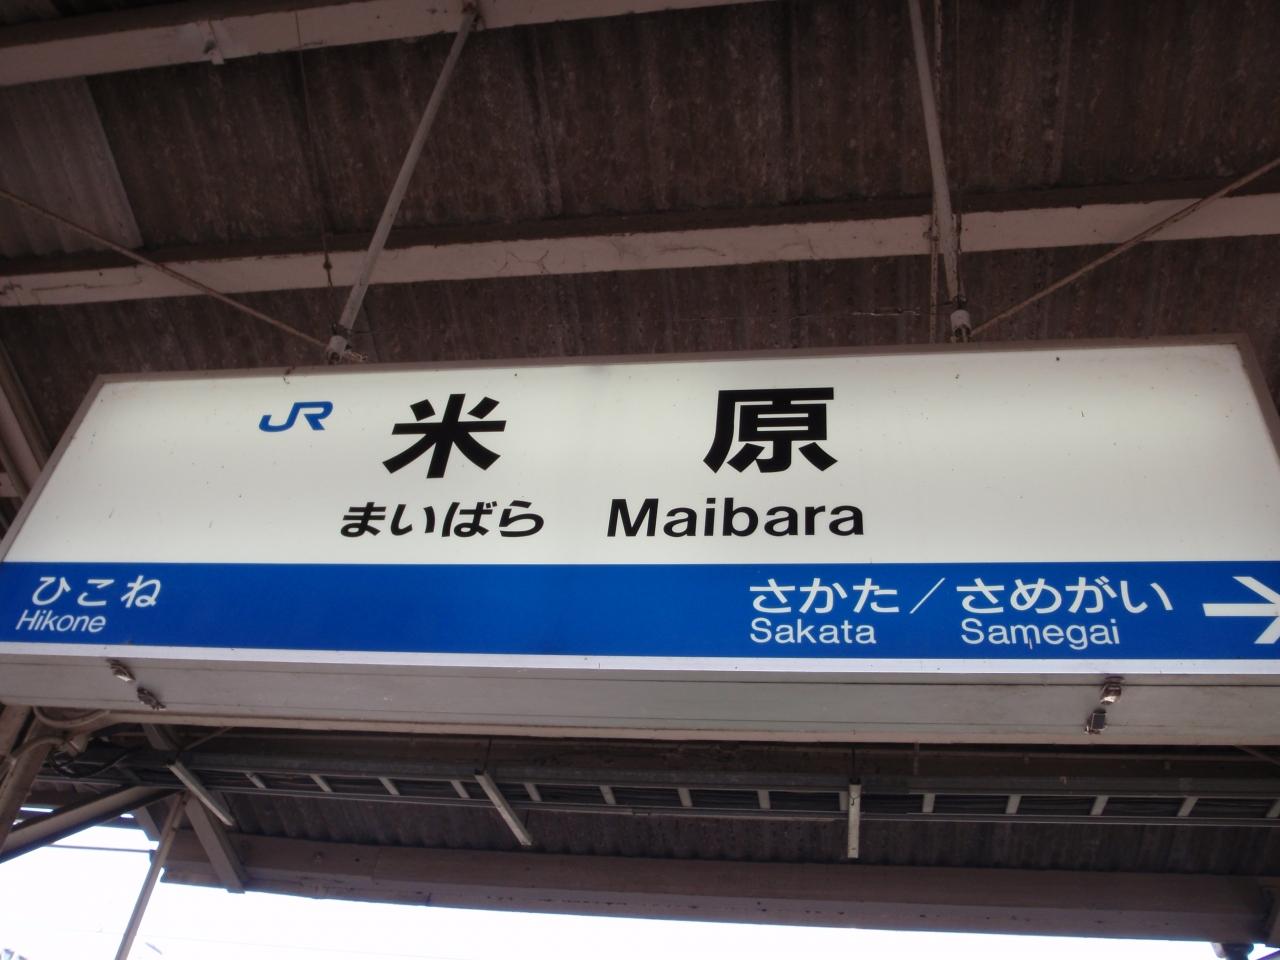 JR 米原
まいばら Maibara
ひこね さかた／さめがい →
Hikone Sakata Samegai